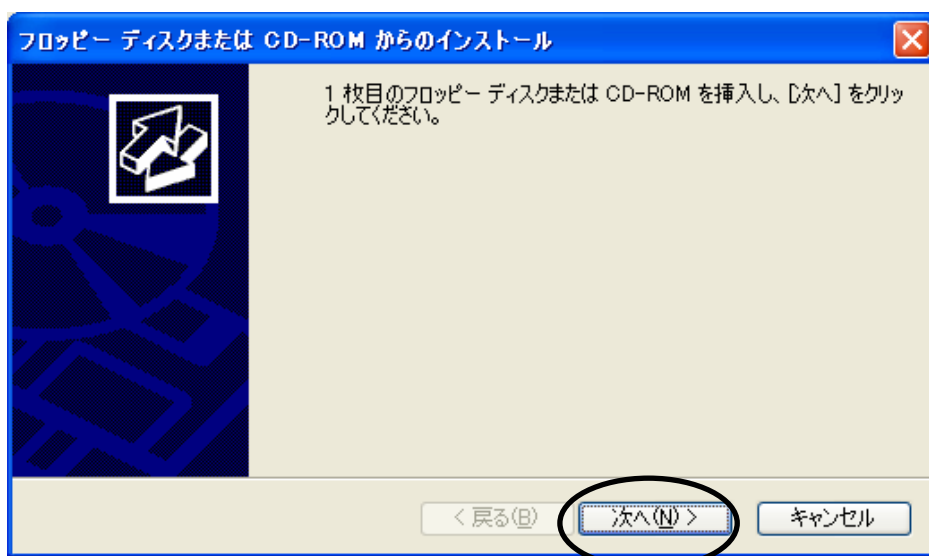 フロッピー ディスクまたは CD-ROM からのインストール
1 枚目のフロッピー ディスクまたは CD-ROM を挿入し、[次へ] をクリッ
クしてください。
< 戻る(B)
次へ(N) >
キャンセル